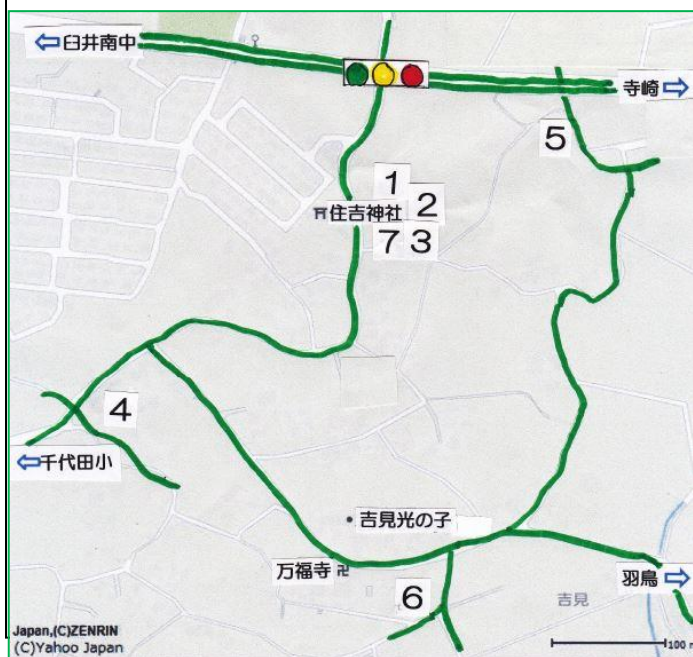 ⇦臼井南中
寺崎⇨
5
1
住吉神社 2
7 3
4
⇦千代田小
吉見光の子
万福寺卍
6
羽鳥⇨
吉見
Japan,(C)ZENRIN
(C)Yahoo Japan
100 m